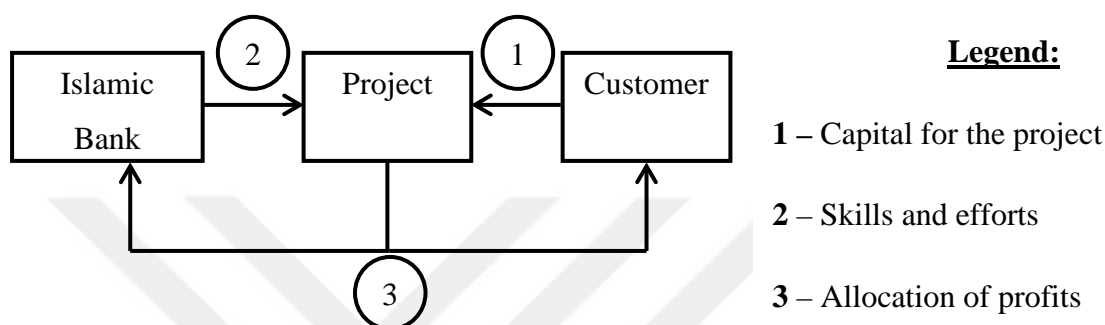 2
1
Islamic
Bank
Project
Customer
3
Legend:
1 – Capital for the project
2 – Skills and efforts
3 – Allocation of profits